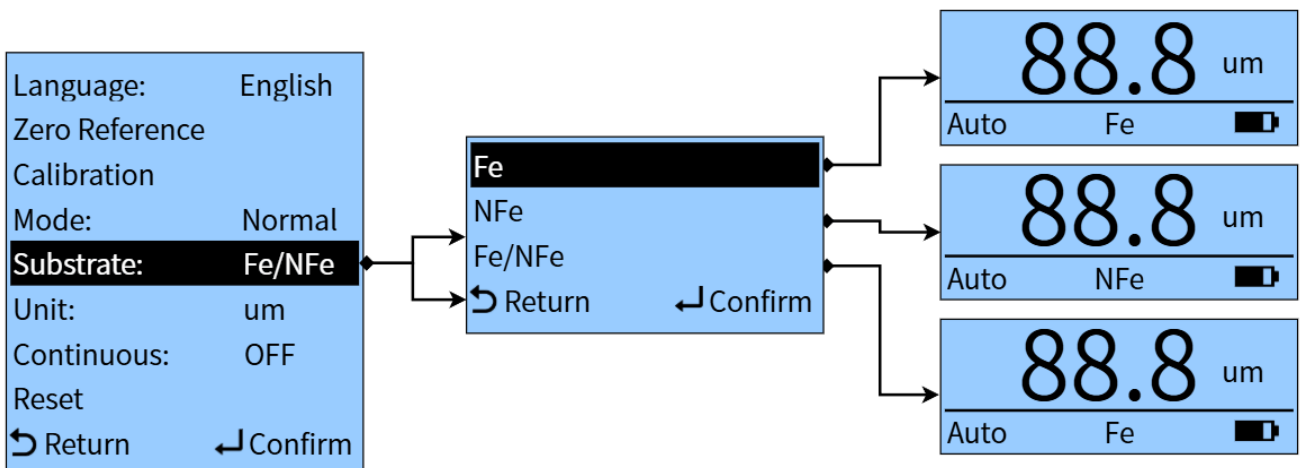 Language: English
Zero Reference
Calibration
Mode: Normal
Substrate: Fe/NFe
Unit: um
Continuous: OFF
Reset
Return Confirm
Fe
NFe
Fe/NFe
Return Confirm
88.8 um
Auto Fe
88.8 um
Auto NFe
88.8 um
Auto Fe